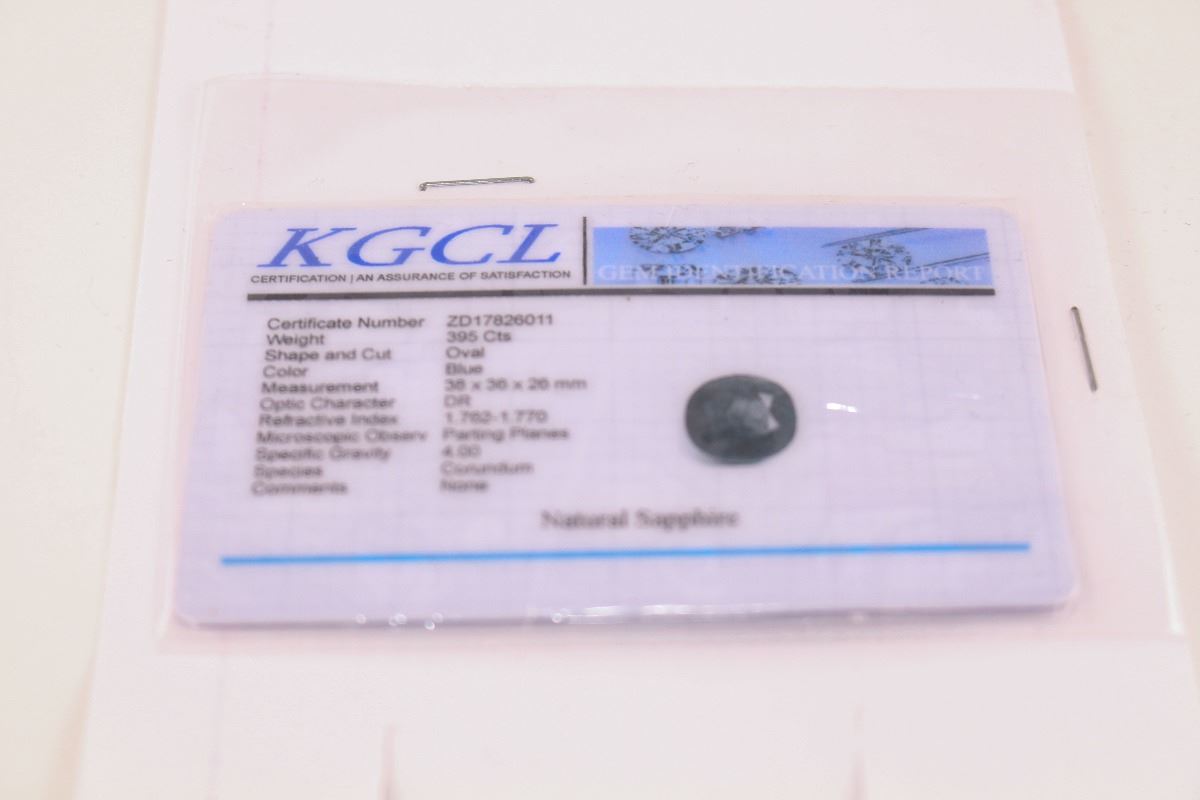 KGCL
CERTIFICATION | AN ASSURANCE OF SATISFACTION
GEM IDENTIFICATION REPORT
Certificate Number ZD17826011
Weight 395 Cts
Shape and Cut Oval
Color Blue
Measurement 38 x 36 x 26 mm
Optic Character DR
Refractive Index 1.762-1.770
Microscopic Observ Parting Planes
Specific Gravity 4.00
Species Corundum
Comments None
Natural Sapphire